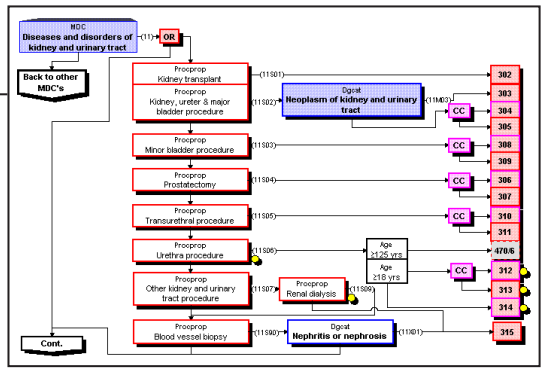 MDC
Diseases and disorders of
kidney and urinary tract
(11)
OR
Back to other
MDC's
Procprop
Kidney transplant
(11S01)
302
Procprop
Kidney, ureter & major
bladder procedure
(11S02)
Dgcat
Neoplasm of kidney and urinary
tract
(11M03)
303
CC
304
305
Procprop
Minor bladder procedure
(11S03)
CC
308
309
Procprop
Prostatectomy
(11S04)
CC
306
307
Procprop
Transurethral procedure
(11S05)
CC
310
311
Procprop
Urethra procedure
(11S06)
Age
≥125 yrs
470/6
Age
≥18 yrs
CC
312
313
314
Procprop
Other kidney and urinary
tract procedure
(11S07)
Procprop
Renal dialysis
(11S09)
Procprop
Blood vessel biopsy
(11S90)
Dgcat
Nephritis or nephrosis
(11X01)
315
Cont.